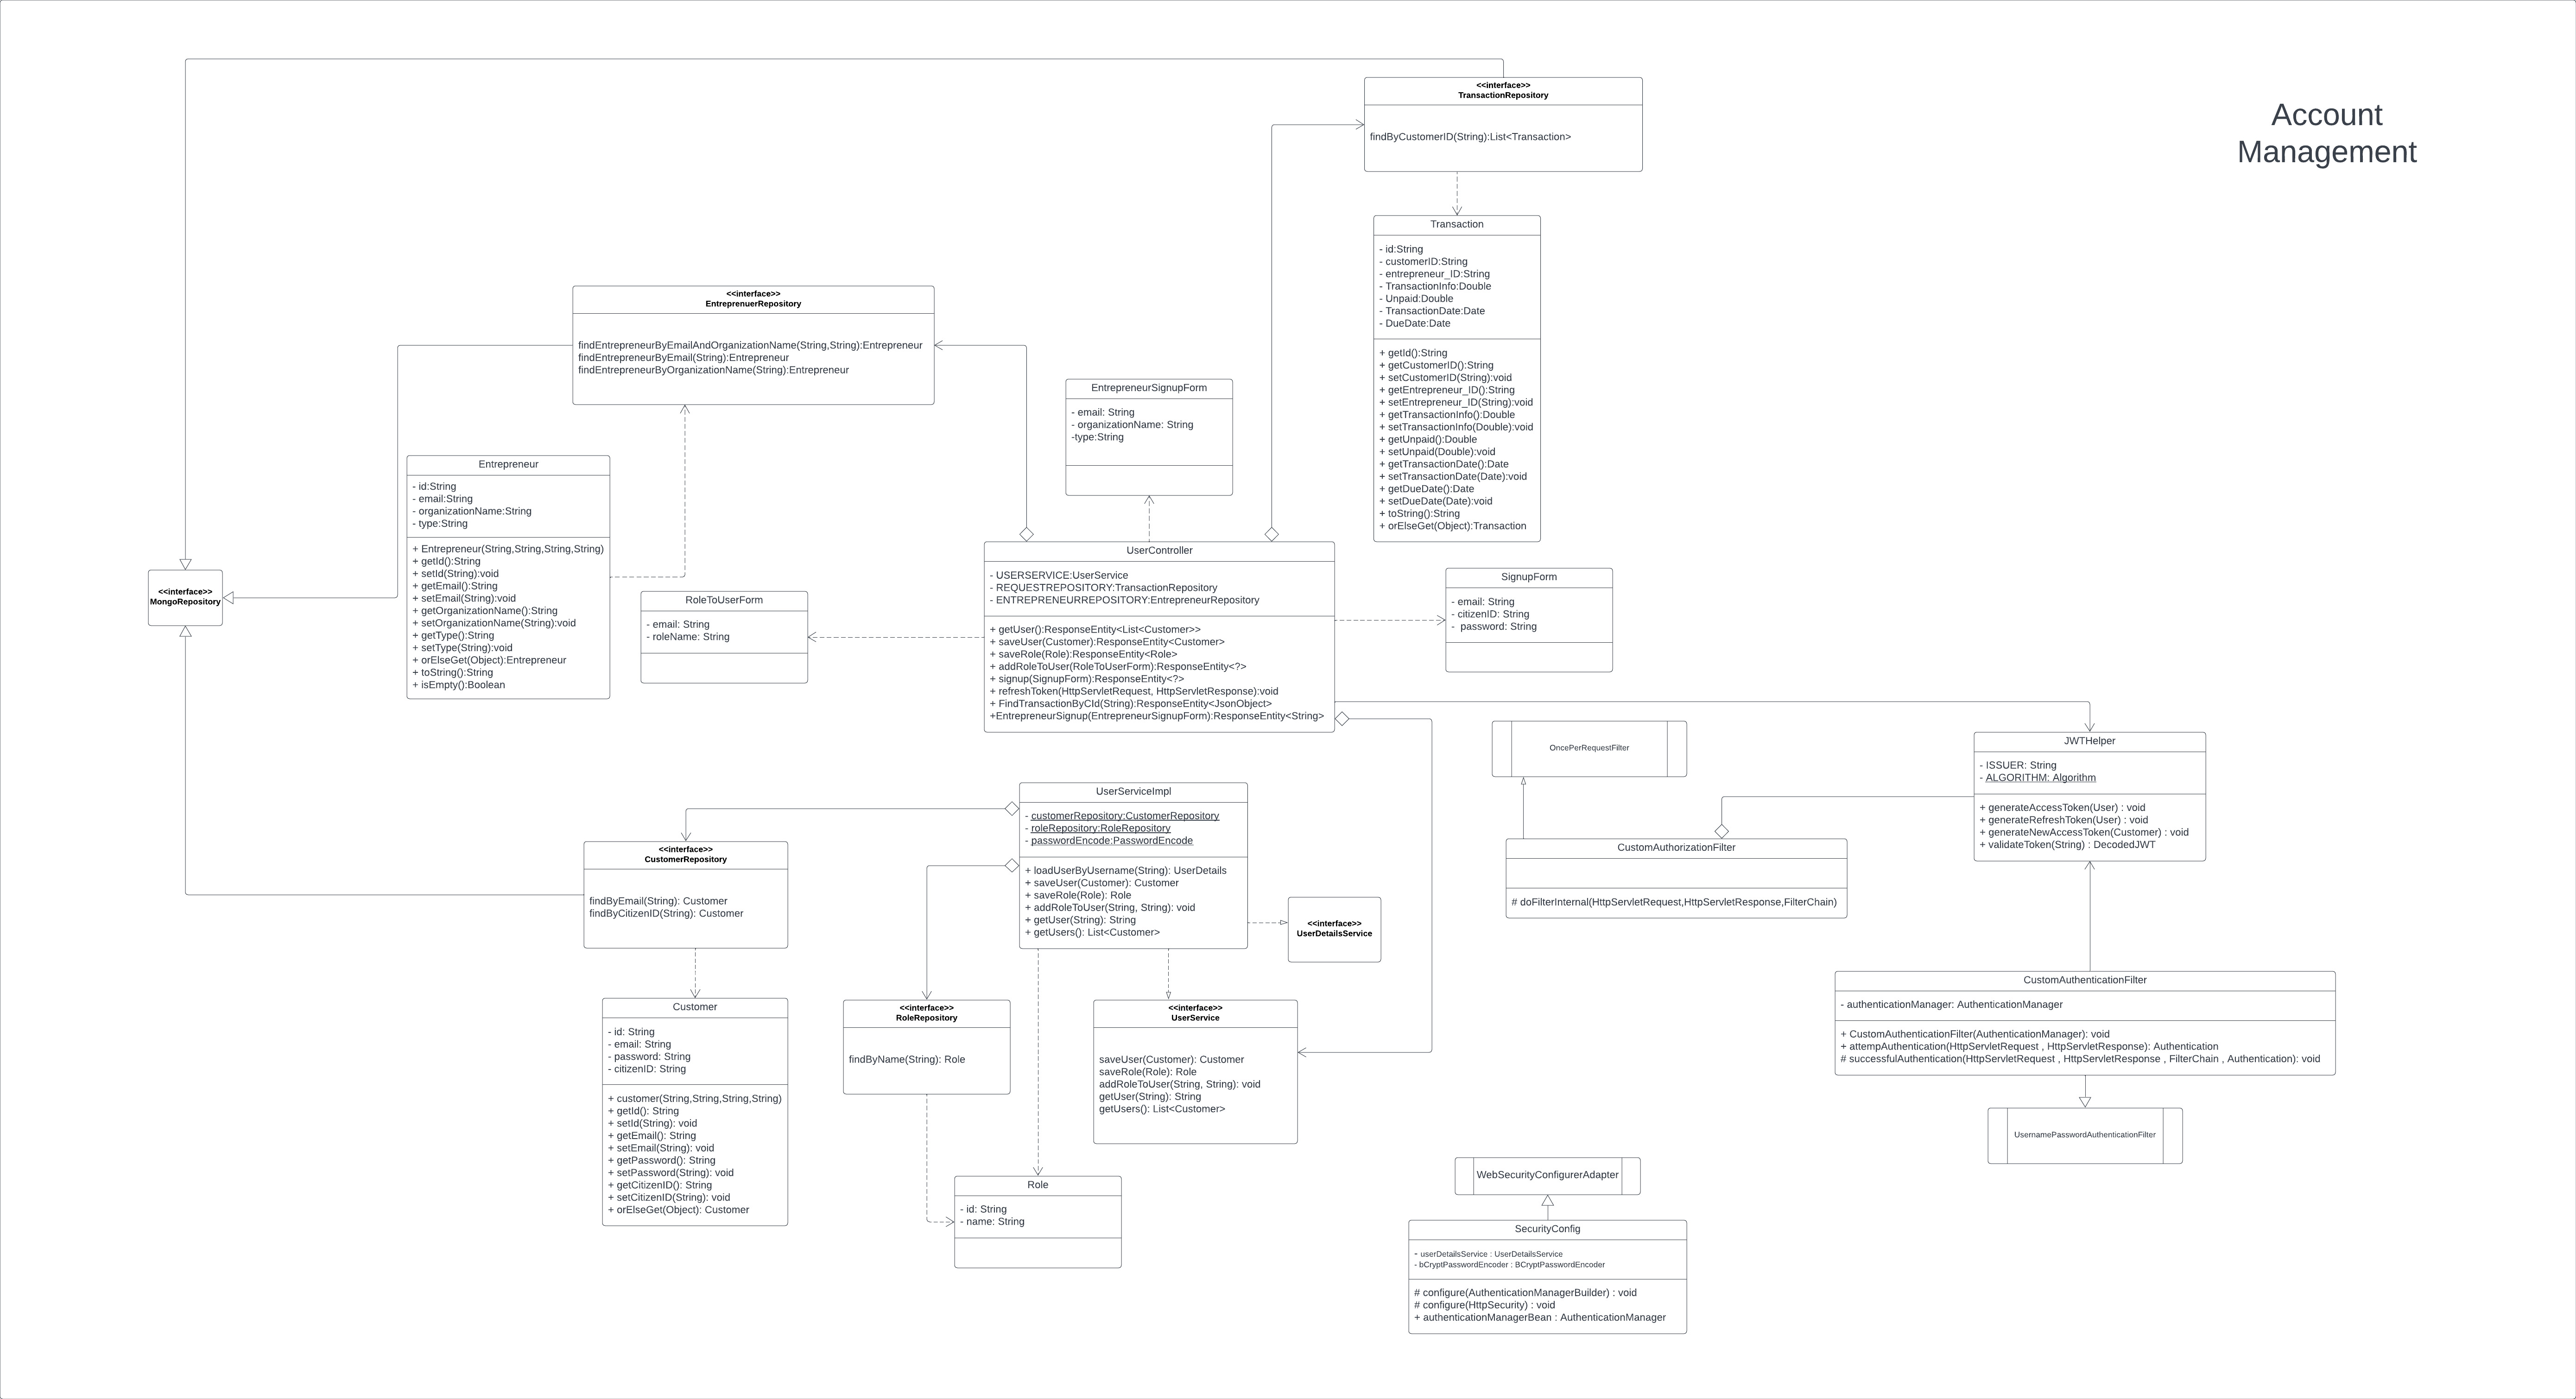 Account
Management
<<interface>>
TransactionRepository
findByCustomerID(String):List<Transaction>
Transaction
- id:String
- customerID:String
- entrepreneur_ID:String
- TransactionInfo:Double
- Unpaid:Double
- TransactionDate:Date
- DueDate:Date
+ getId():String
+ getCustomerID():String
+ setCustomerID(String):void
+ getEntrepreneur_ID():String
+ setEntrepreneur_ID(String):void
+ getTransactionInfo():Double
+ setTransactionInfo(Double):void
+ getUnpaid():Double
+ setUnpaid(Double):void
+ getTransactionDate():Date
+ setTransactionDate(Date):void
+ getDueDate():Date
+ setDueDate(Date):void
+ toString():String
+ orElseGet(Object):Transaction
<<interface>>
EntreprenuerRepository
findEntrepreneurByEmailAndOrganizationName(String,String):Entrepreneur
findEntrepreneurByEmail(String):Entrepreneur
findEntrepreneurByOrganizationName(String):Entrepreneur
EntrepreneurSignupForm
- email: String
- organizationName: String
-type:String
Entrepreneur
- id:String
- email:String
- organizationName:String
- type:String
+ Entrepreneur(String,String,String,String)
+ getId():String
+ setId(String):void
+ getEmail():String
+ setEmail(String):void
+ getOrganizationName():String
+ setOrganizationName(String):void
+ getType():String
+ setType(String):void
+ orElseGet(Object):Entrepreneur
+ toString():String
+ isEmpty():Boolean
<<interface>>
MongoRepository
RoleToUserForm
- email: String
- roleName: String
UserController
- USERSERVICE:UserService
- REQUESTREPOSITORY:TransactionRepository
- ENTREPRENEURREPOSITORY:EntrepreneurRepository
+ getUser():ResponseEntity<List<Customer>>
+ saveUser(Customer):ResponseEntity<Customer>
+ saveRole(Role):ResponseEntity<Role>
+ addRoleToUser(RoleToUserForm):ResponseEntity<?>
+ signup(SignupForm):ResponseEntity<?>
+ refreshToken(HttpServletRequest, HttpServletResponse):void
+ FindTransactionByCId(String):ResponseEntity<JsonObject>
+EntrepreneurSignup(EntrepreneurSignupForm):ResponseEntity<String>
SignupForm
- email: String
- citizenID: String
-  password: String
OncePerRequestFilter
JWTHelper
- ISSUER: String
- ALGORITHM: Algorithm
+ generateAccessToken(User) : void
+ generateRefreshToken(User) : void
+ generateNewAccessToken(Customer) : void
+ validateToken(String) : DecodedJWT
UserServiceImpl
- customerRepository:CustomerRepository
- roleRepository:RoleRepository
- passwordEncode:PasswordEncode
+ loadUserByUsername(String): UserDetails
+ saveUser(Customer): Customer
+ saveRole(Role): Role
+ addRoleToUser(String, String): void
+ getUser(String): String
+ getUsers(): List<Customer>
<<interface>>
CustomerRepository
findByEmail(String): Customer
findByCitizenID(String): Customer
CustomAuthorizationFilter
# doFilterInternal(HttpServletRequest,HttpServletResponse,FilterChain)
<<interface>>
UserDetailsService
CustomAuthenticationFilter
- authenticationManager: AuthenticationManager
+ CustomAuthenticationFilter(AuthenticationManager): void
+ attempAuthentication(HttpServletRequest , HttpServletResponse): Authentication
# successfulAuthentication(HttpServletRequest , HttpServletResponse , FilterChain , Authentication): void
Customer
- id: String
- email: String
- password: String
- citizenID: String
+ customer(String,String,String,String)
+ getId(): String
+ setId(String): void
+ getEmail(): String
+ setEmail(String): void
+ getPassword(): String
+ setPassword(String): void
+ getCitizenID(): String
+ setCitizenID(String): void
+ orElseGet(Object): Customer
<<interface>>
RoleRepository
findByName(String): Role
<<interface>>
UserService
saveUser(Customer): Customer
saveRole(Role): Role
addRoleToUser(String, String): void
getUser(String): String
getUsers(): List<Customer>
UsernamePasswordAuthenticationFilter
WebSecurityConfigurerAdapter
Role
- id: String
- name: String
SecurityConfig
- userDetailsService : UserDetailsService
- bCryptPasswordEncoder : BCryptPasswordEncoder
# configure(AuthenticationManagerBuilder) : void
# configure(HttpSecurity) : void
+ authenticationManagerBean : AuthenticationManager